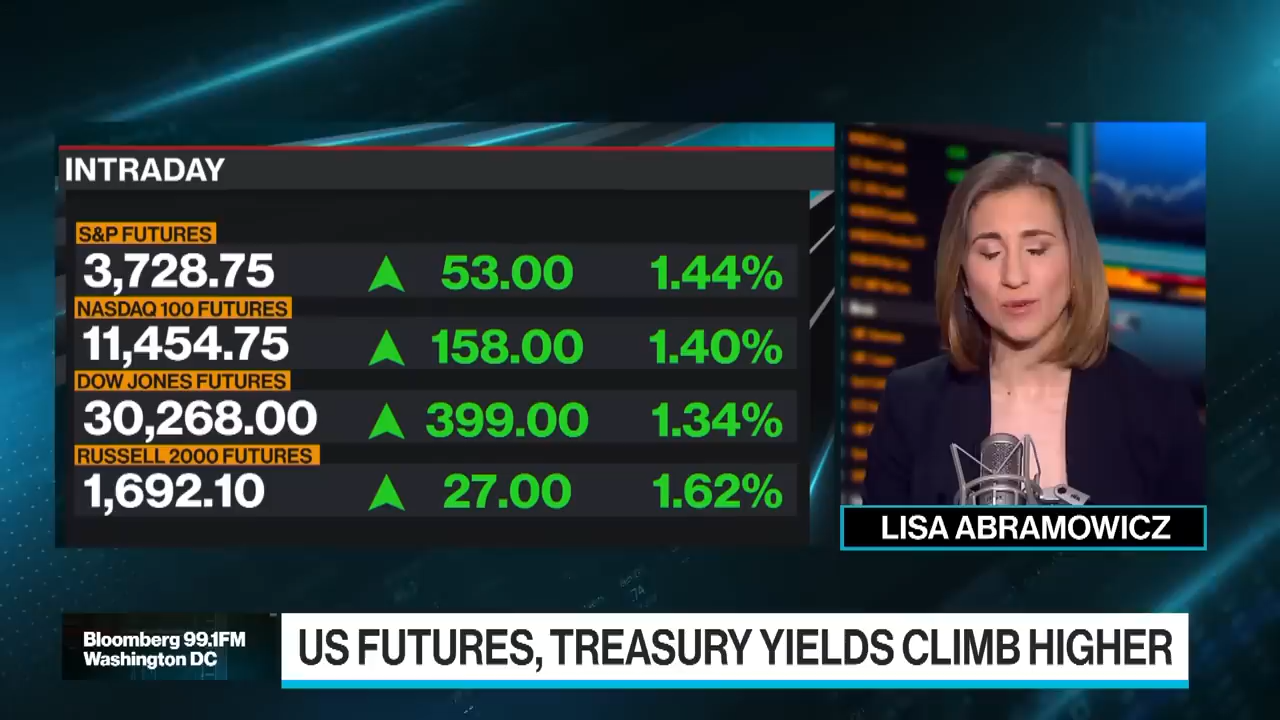 INTRADAY
S&P FUTURES
3,728.75 53.00 1.44%
NASDAQ 100 FUTURES
11,454.75 158.00 1.40%
DOW JONES FUTURES
30,268.00 399.00 1.34%
RUSSELL 2000 FUTURES
1,692.10 27.00 1.62%
LISA ABRAMOWICZ
Bloomberg 99.1FM
Washington DC
US FUTURES, TREASURY YIELDS CLIMB HIGHER